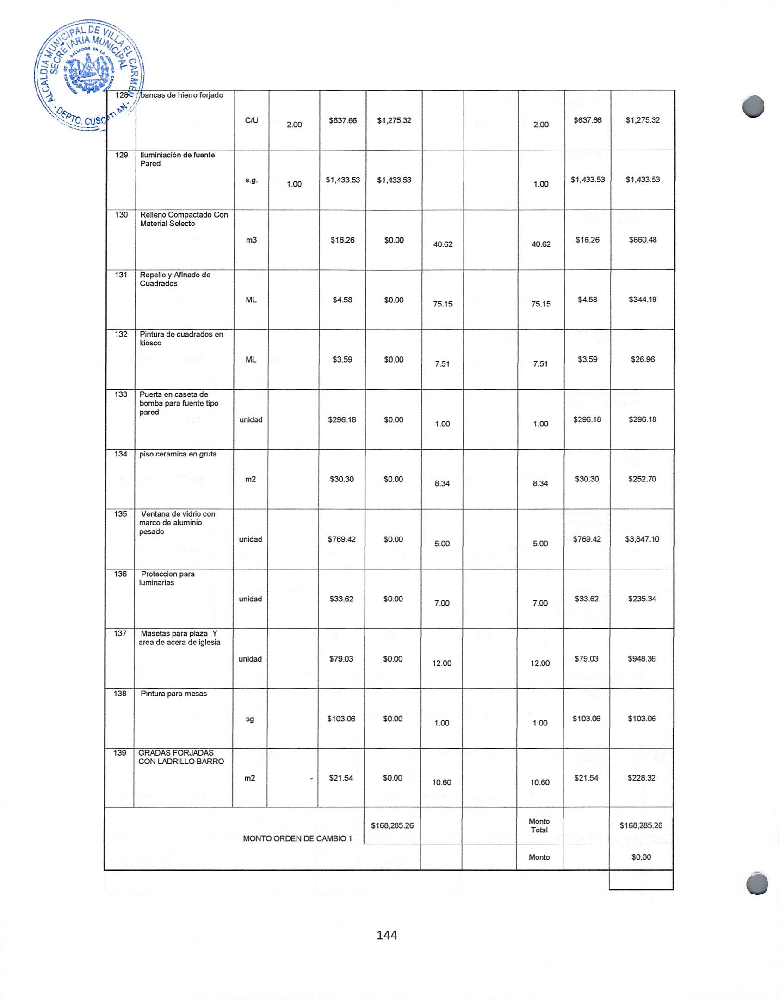 ALCALDIA MUNICIPAL DE VILLA EL CARMEN
SECRETARIA MUNICIPAL
REPUBLICA DE EL SALVADOR EN LA AMERICA CENTRAL
- DEPTO. CUSCATLAN -
128 bancas de hierro forjado
C/U 2.00 $637.66 $1,275.32 2.00 $637.66 $1,275.32
129 Iluminiación de fuente
Pared
s.g. 1.00 $1,433.53 $1,433.53 1.00 $1,433.53 $1,433.53
130 Relleno Compactado Con
Material Selecto
m3 $16.26 $0.00 40.62 40.62 $16.26 $660.48
131 Repello y Afinado de
Cuadrados
ML $4.58 $0.00 75.15 75.15 $4.58 $344.19
132 Pintura de cuadrados en
kiosco
ML $3.59 $0.00 7.51 7.51 $3.59 $26.96
133 Puerta en caseta de
bomba para fuente tipo
pared
unidad $296.18 $0.00 1.00 1.00 $296.18 $296.18
134 piso ceramica en gruta
m2 $30.30 $0.00 8.34 8.34 $30.30 $252.70
135 Ventana de vidrio con
marco de aluminio
pesado
unidad $769.42 $0.00 5.00 5.00 $769.42 $3,847.10
136 Proteccion para
luminarias
unidad $33.62 $0.00 7.00 7.00 $33.62 $235.34
137 Masetas para plaza Y
area de acera de iglesia
unidad $79.03 $0.00 12.00 12.00 $79.03 $948.36
138 Pintura para mesas
sg $103.06 $0.00 1.00 1.00 $103.06 $103.06
139 GRADAS FORJADAS
CON LADRILLO BARRO
m2 - $21.54 $0.00 10.60 10.60 $21.54 $228.32
$168,285.26 Monto
Total $168,285.26
MONTO ORDEN DE CAMBIO 1
Monto $0.00
144